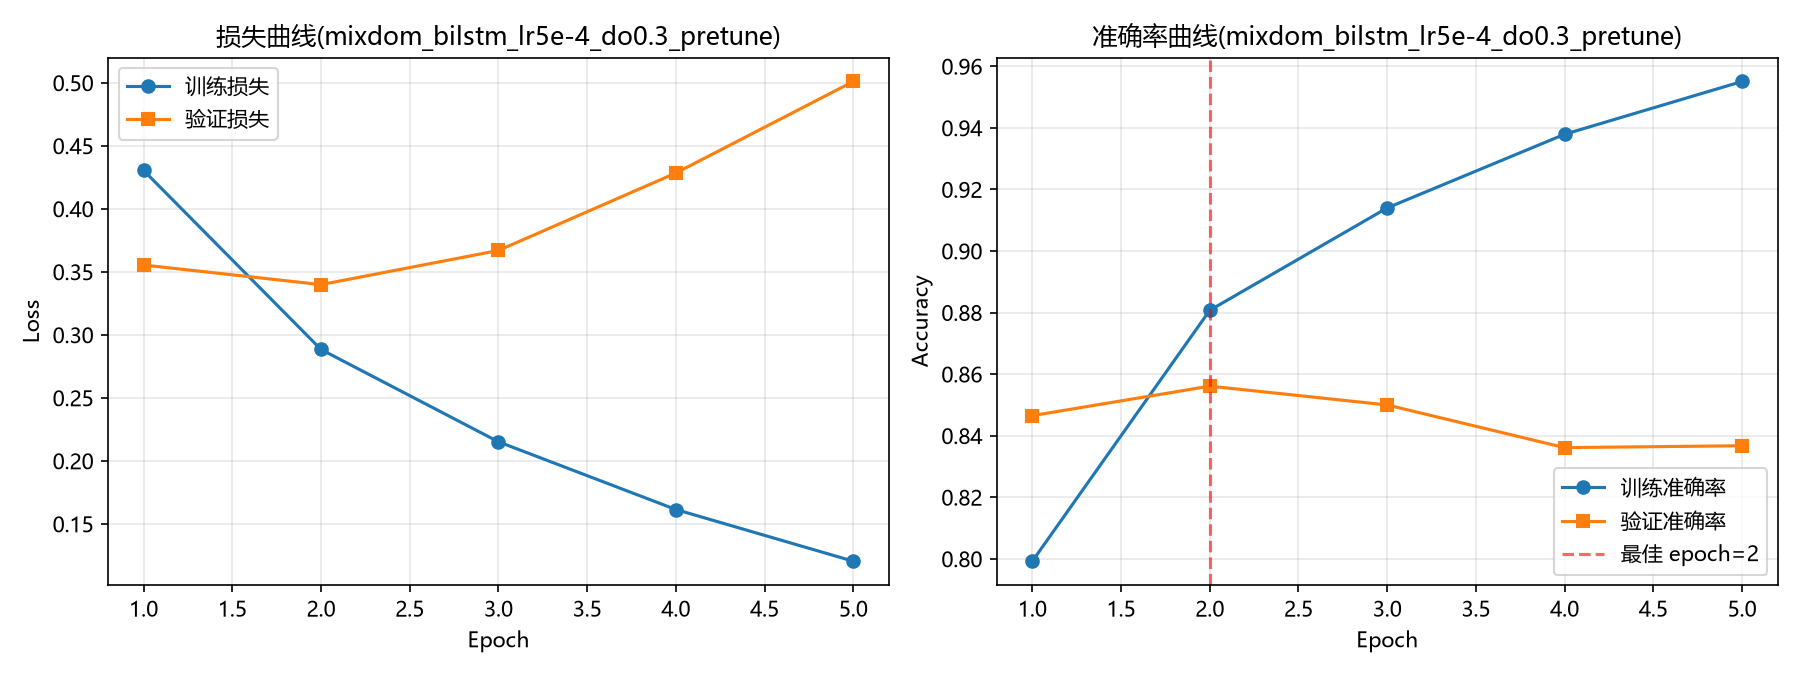 损失曲线(mixdom_bilstm_lr5e-4_do0.3_pretune)
训练损失
验证损失
0.50
0.45
0.40
0.35
0.30
0.25
0.20
0.15
Loss
1.0 1.5 2.0 2.5 3.0 3.5 4.0 4.5 5.0
Epoch
准确率曲线(mixdom_bilstm_lr5e-4_do0.3_pretune)
0.96
0.94
0.92
0.90
0.88
0.86
0.84
0.82
0.80
Accuracy
训练准确率
验证准确率
最佳 epoch=2
1.0 1.5 2.0 2.5 3.0 3.5 4.0 4.5 5.0
Epoch